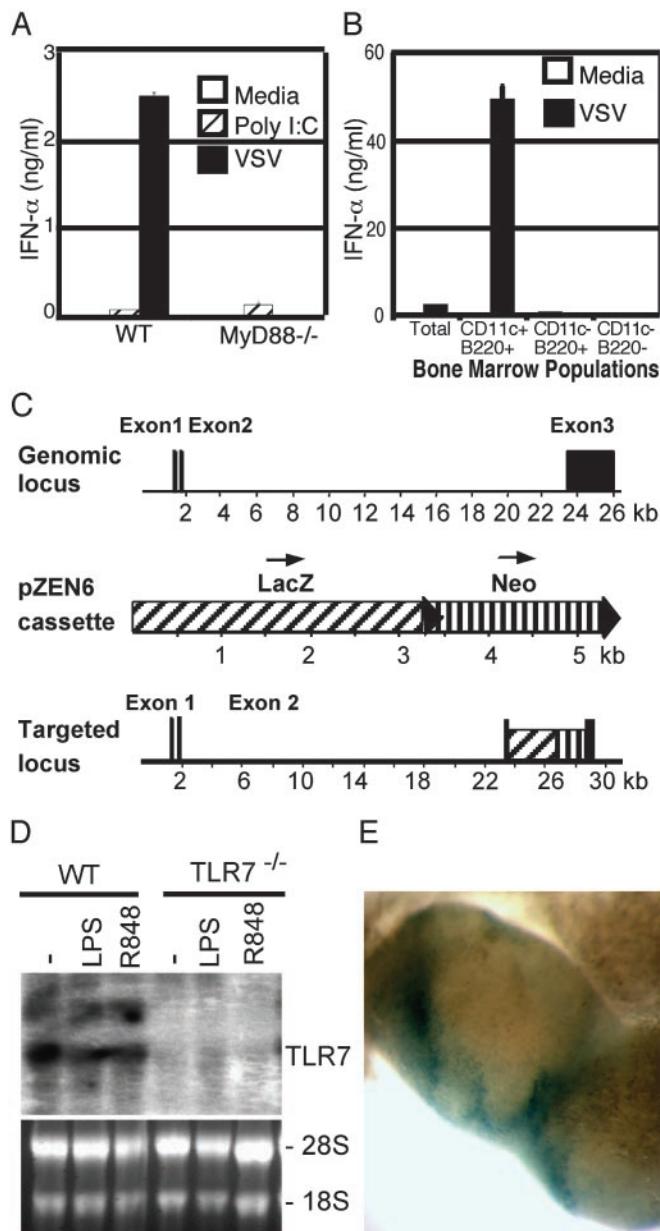 A
IFN-α (ng/ml)
3
2
1
0
Media
Poly I:C
VSV
WT
MyD88-/-
B
IFN-α (ng/ml)
60
40
20
0
Media
VSV
Total CD11c+ CD11c- CD11c-
B220+ B220+ B220-
Bone Marrow Populations
C
Exon1 Exon2 Exon3
Genomic
locus
2 4 6 8 10 12 14 16 18 20 22 24 26 kb
pZEN6
cassette
LacZ Neo
1 2 3 4 5 kb
Exon 1 Exon 2
Targeted
locus
2 6 10 14 18 22 26 30 kb
D
WT TLR7 -/-
- LPS R848 - LPS R848
TLR7
- 28S
- 18S
E